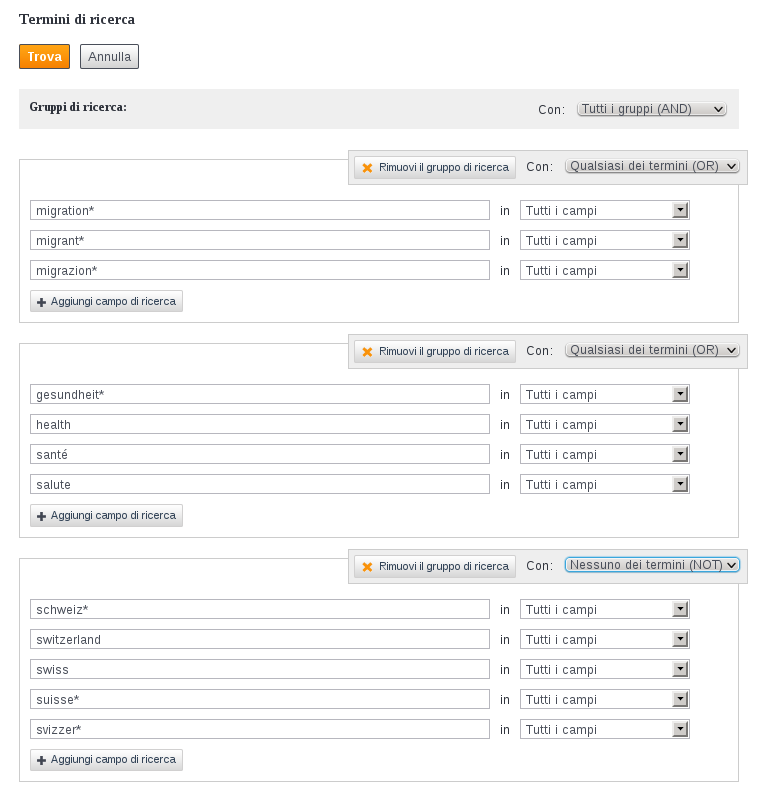 Termini di ricerca
Trova Annulla
Gruppi di ricerca: Con: Tutti i gruppi (AND)
Rimuovi il gruppo di ricerca Con: Qualsiasi dei termini (OR)
migration* in Tutti i campi
migrant* in Tutti i campi
migrazion* in Tutti i campi
Aggiungi campo di ricerca
Rimuovi il gruppo di ricerca Con: Qualsiasi dei termini (OR)
gesundheit* in Tutti i campi
health in Tutti i campi
santé in Tutti i campi
salute in Tutti i campi
Aggiungi campo di ricerca
Rimuovi il gruppo di ricerca Con: Nessuno dei termini (NOT)
schweiz* in Tutti i campi
switzerland in Tutti i campi
swiss in Tutti i campi
suisse* in Tutti i campi
svizzer* in Tutti i campi
Aggiungi campo di ricerca